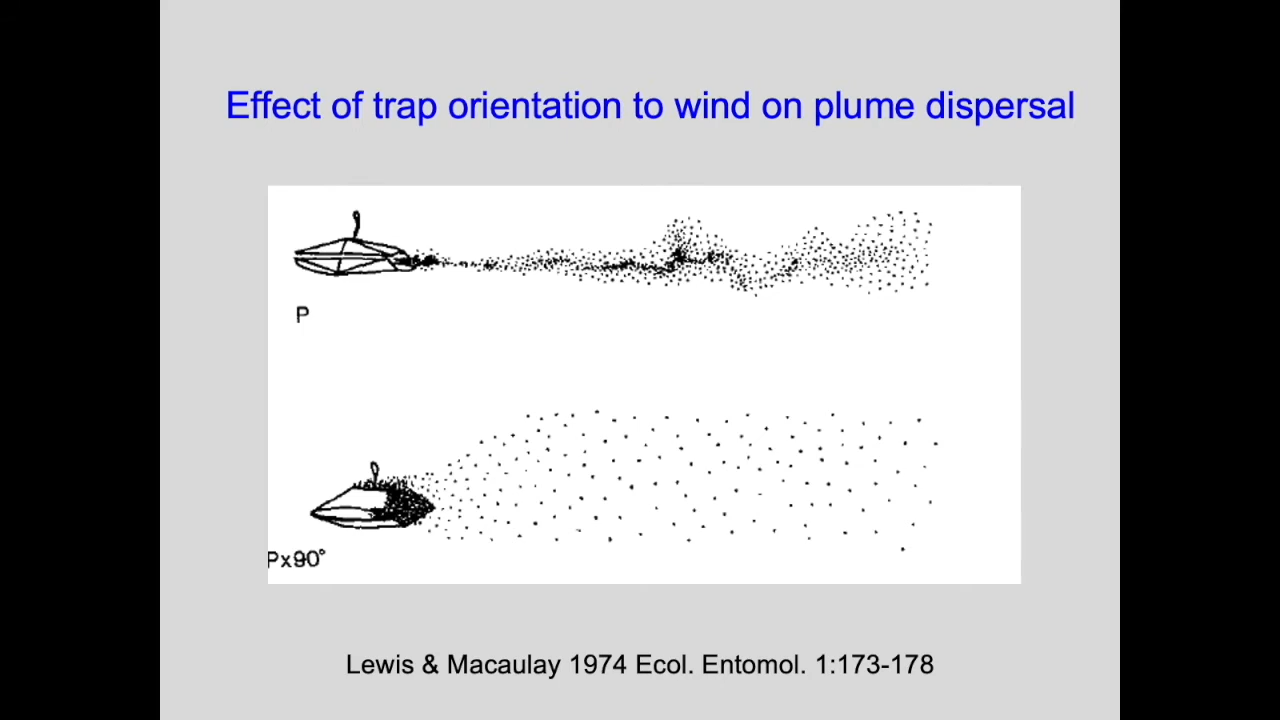 Effect of trap orientation to wind on plume dispersal
P
Px90°
Lewis & Macaulay 1974 Ecol. Entomol. 1:173-178